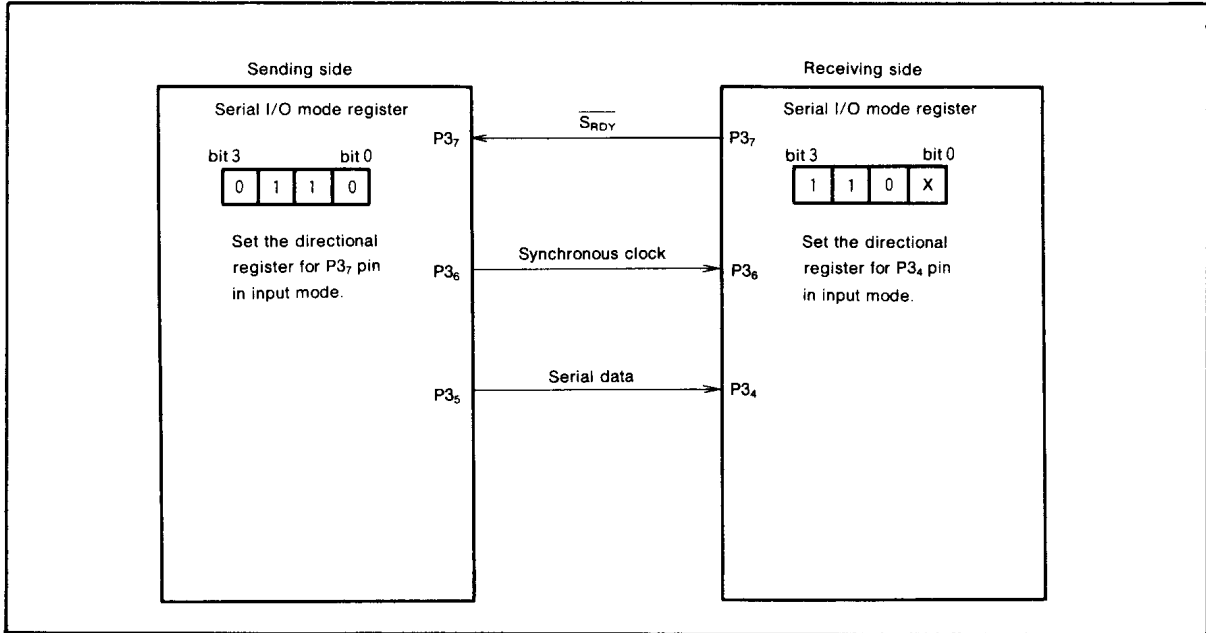 Sending side
Serial I/O mode register
bit 3 bit 0
0 1 1 0
Set the directional
register for P3₇ pin
in input mode.
P3₇
P3₆
P3₅
S̅R̅D̅Y̅
Synchronous clock
Serial data
Receiving side
Serial I/O mode register
P3₇
bit 3 bit 0
1 1 0 X
Set the directional
register for P3₄ pin
in input mode.
P3₆
P3₄